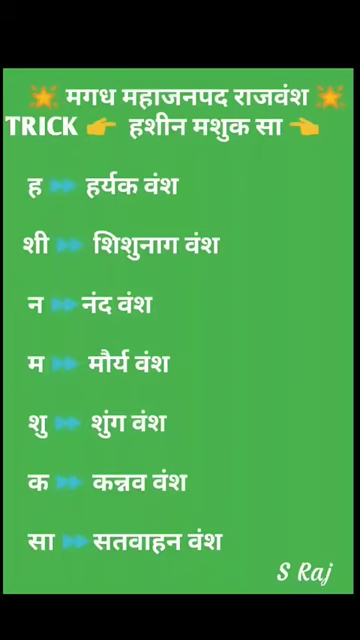 🌟 मगध महाजनपद राजवंश 🌟
TRICK 👉 हशीन मशुक सा 👈
ह ⏩ हर्यक वंश
शी ⏩ शिशुनाग वंश
न ⏩ नंद वंश
म ⏩ मौर्य वंश
शु ⏩ शुंग वंश
क ⏩ कन्नव वंश
सा ⏩ सतवाहन वंश
S Raj